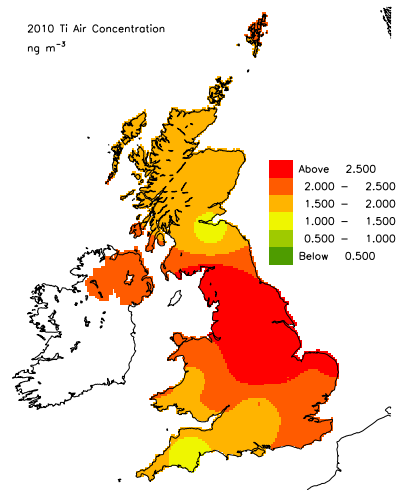 2010 Ti Air Concentration
ng m⁻³
Above 2.500
2.000 – 2.500
1.500 – 2.000
1.000 – 1.500
0.500 – 1.000
Below 0.500